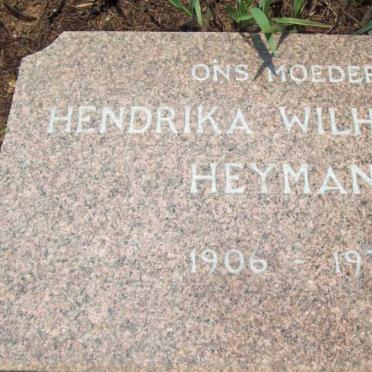 ONS MOEDER
HENDRIKA WILH
HEYMAN
1906 - 19